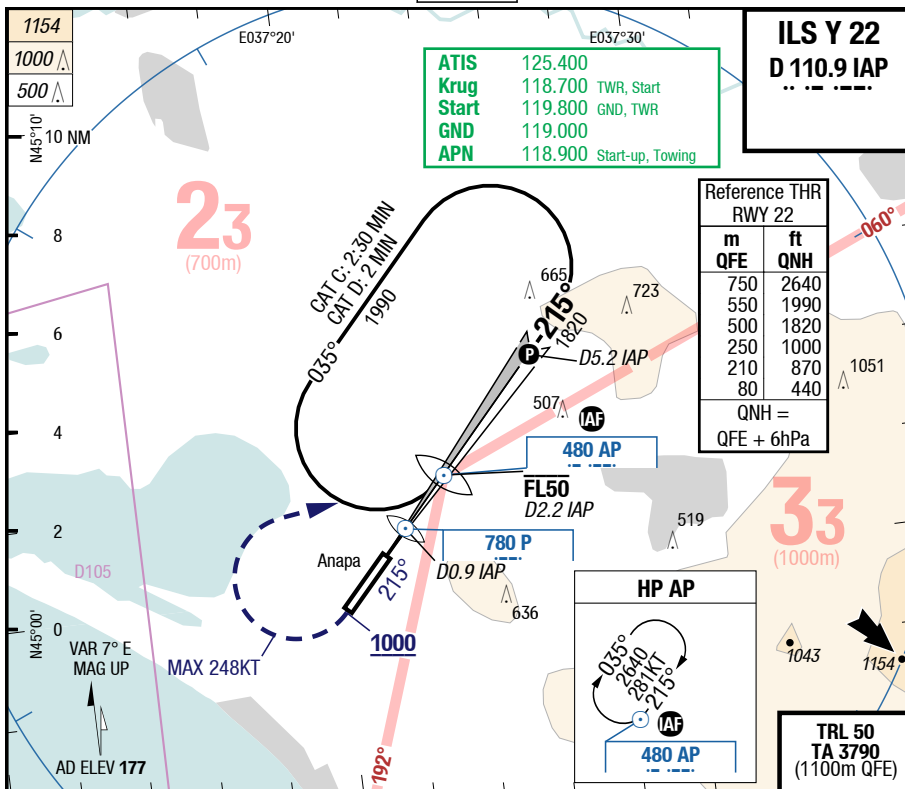 1154
1000
500
E037°20'
E037°30'
ILS Y 22
D 110.9 IAP
ATIS 125.400
Krug 118.700 TWR, Start
Start 119.800 GND, TWR
GND 119.000
APN 118.900 Start-up, Towing
N45°10'
10 NM
8
6
4
2
0
N45°00'
23
(700m)
CAT C: 2:30 MIN
CAT D: 2 MIN
1990
035°
-215°
1820
P
D5.2 IAP
665
723
507
IAF
480 AP
FL50
D2.2 IAP
780 P
D0.9 IAP
Reference THR
RWY 22
m ft
QFE QNH
750 2640
550 1990
500 1820
250 1000
210 870
80 440
QNH =
QFE + 6hPa
060°
1051
519
33
(1000m)
Anapa
215°
1000
636
D105
MAX 248KT
VAR 7° E
MAG UP
AD ELEV 177
192°
HP AP
035°
2640
281KT
-215°
IAF
480 AP
1043
1154
TRL 50
TA 3790
(1100m QFE)